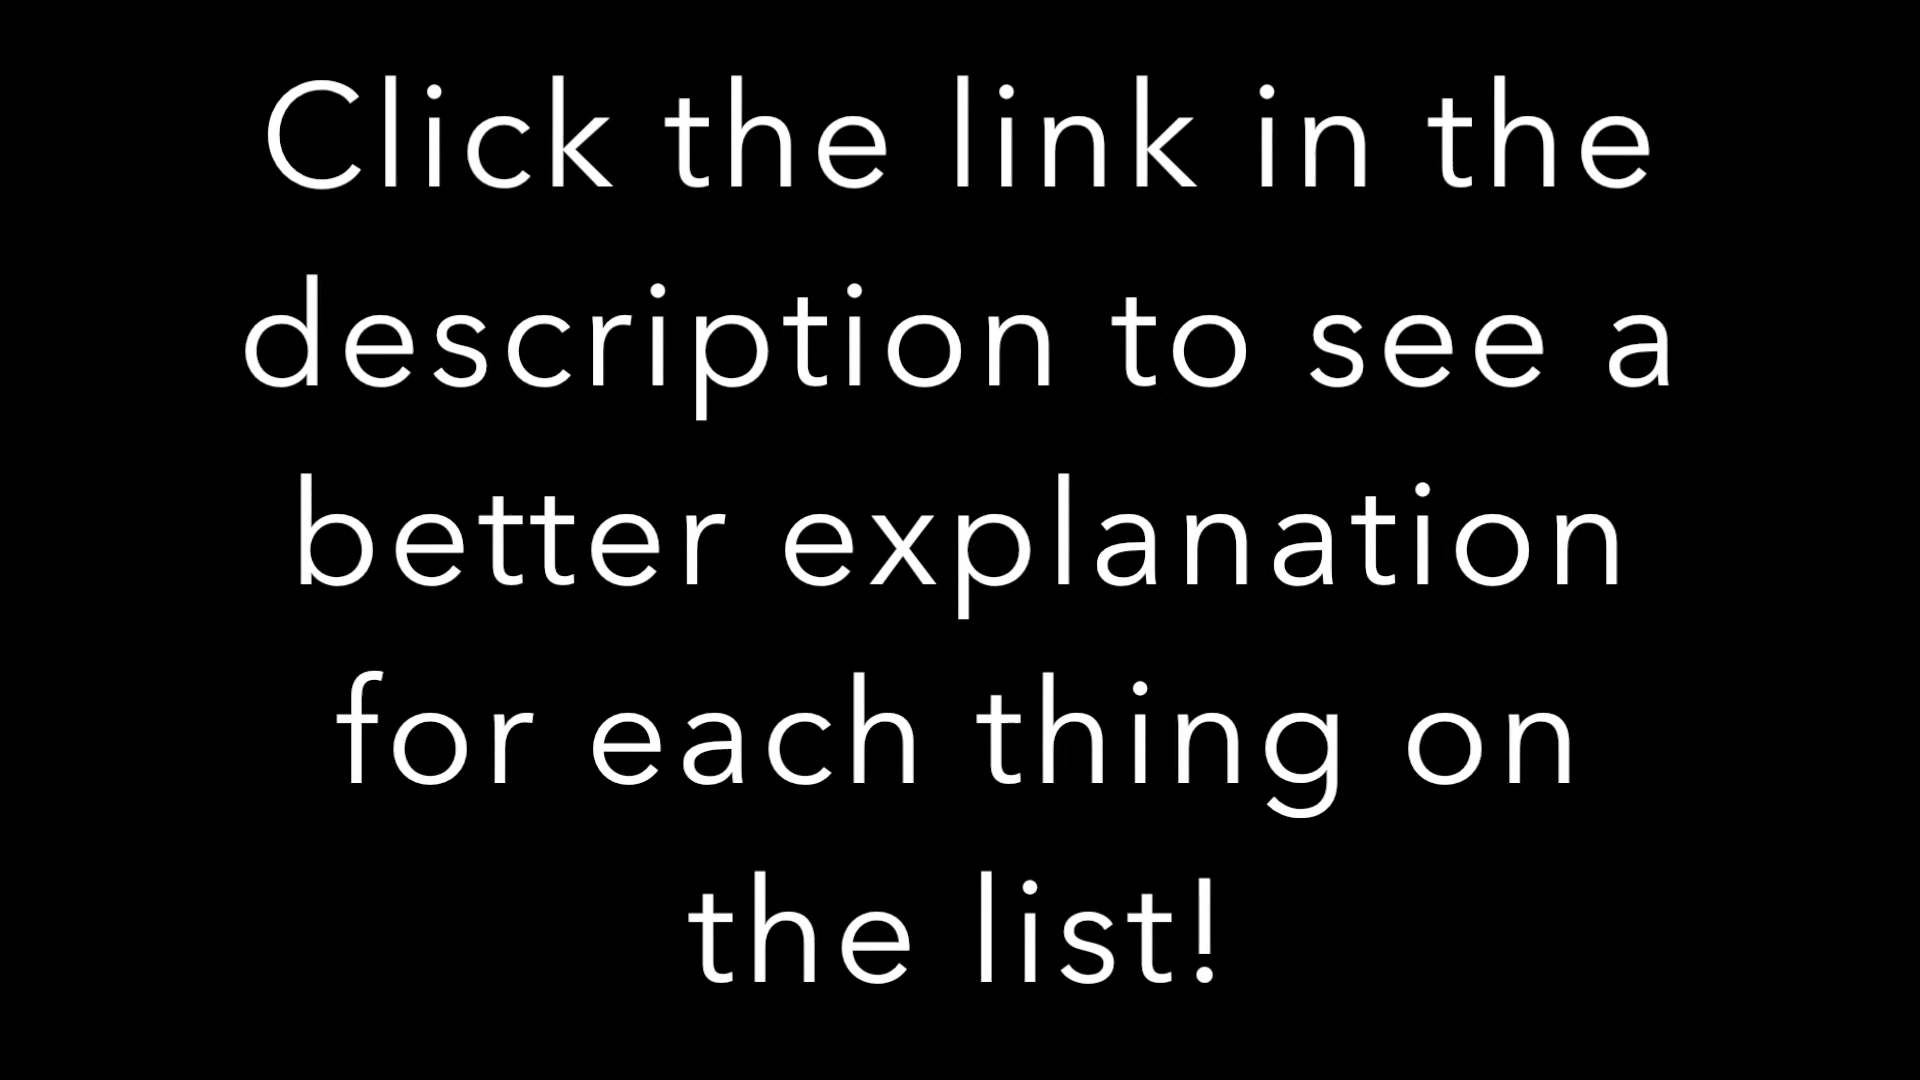 Click the link in the
description to see a
better explanation
for each thing on
the list!